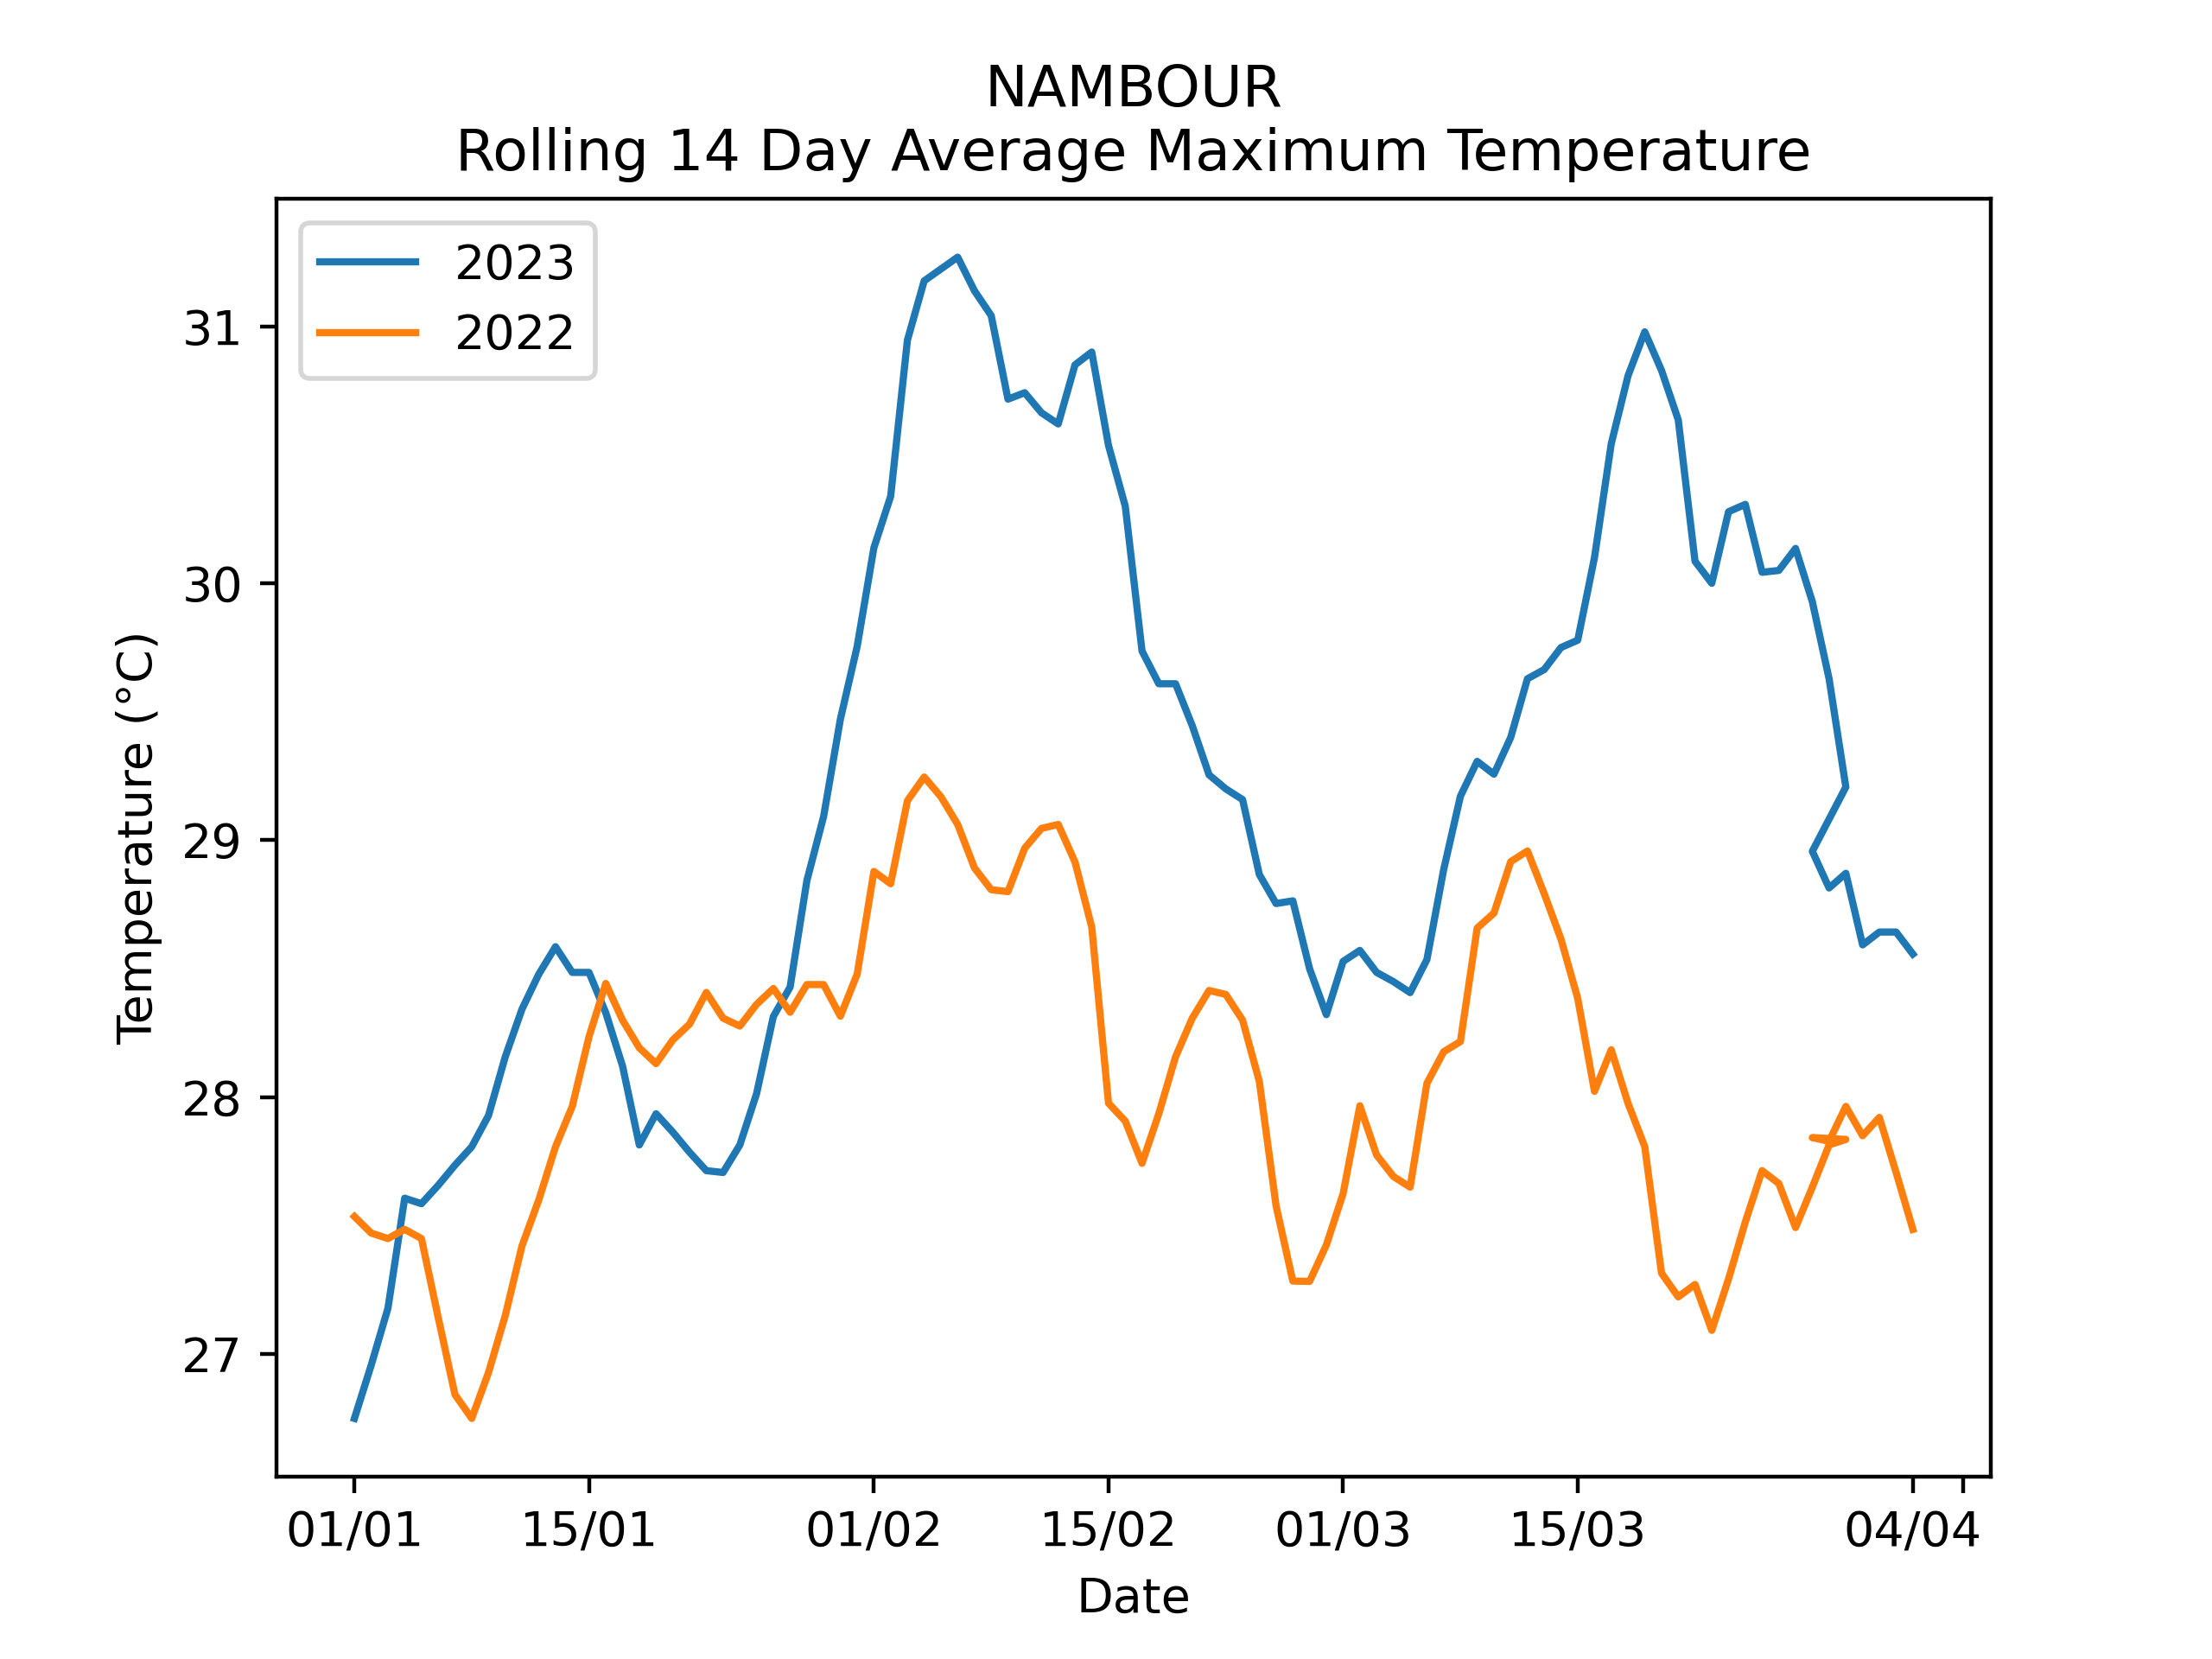 NAMBOUR
Rolling 14 Day Average Maximum Temperature
2023
2022
31
30
29
28
27
Temperature (°C)
01/01 15/01 01/02 15/02 01/03 15/03 04/04
Date